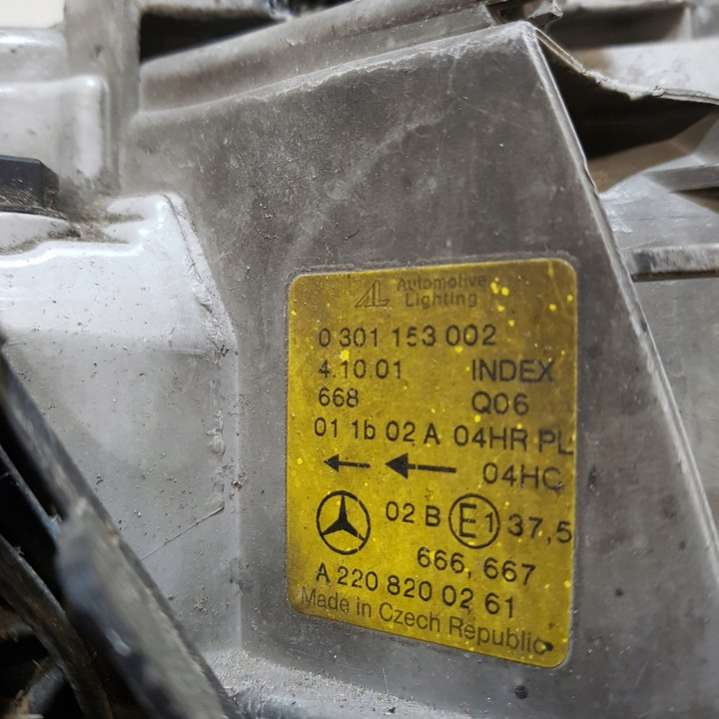 AL Automotive
Lighting
0 301 153 002
4.10 01 INDEX
668 Q06
01 1b 02 A 04HR PL
04HC
02 B E1 37,5
666, 667
A 220 820 02 61
Made in Czech Republic